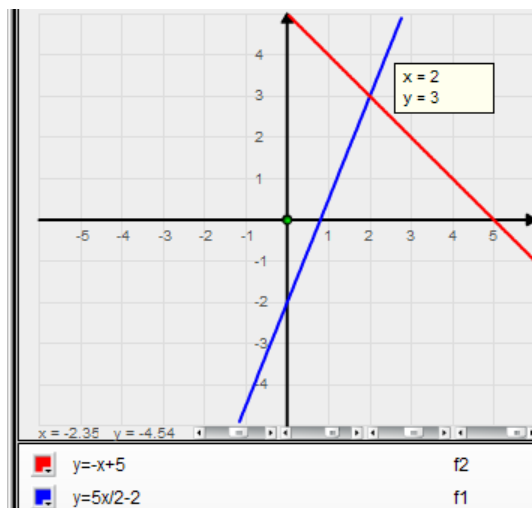 4
3
2
1
-5 -4 -3 -2 -1 1 2 3 4 5
-1
-2
-3
-4
x = 2
y = 3
x = -2.35 y = -4.54
y=-x+5 f2
y=5x/2-2 f1